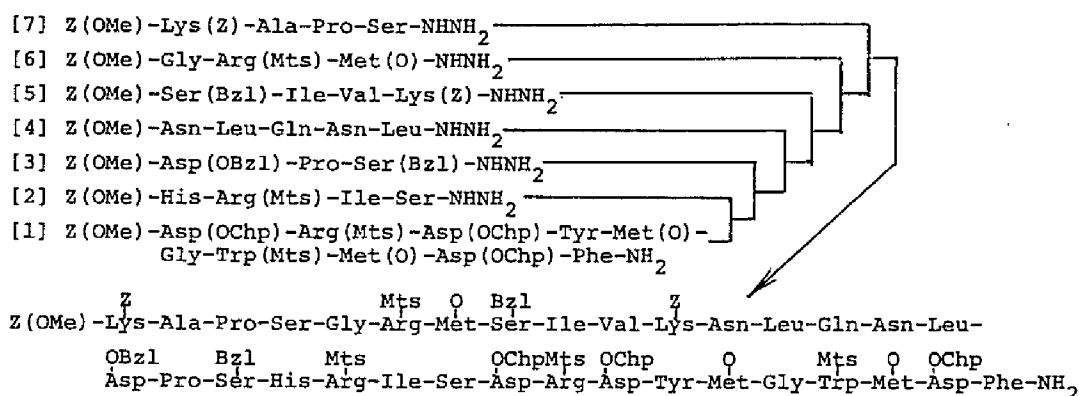 [7] Z(OMe)-Lys(Z)-Ala-Pro-Ser-NHNH2
[6] Z(OMe)-Gly-Arg(Mts)-Met(O)-NHNH2
[5] Z(OMe)-Ser(Bzl)-Ile-Val-Lys(Z)-NHNH2
[4] Z(OMe)-Asn-Leu-Gln-Asn-Leu-NHNH2
[3] Z(OMe)-Asp(OBzl)-Pro-Ser(Bzl)-NHNH2
[2] Z(OMe)-His-Arg(Mts)-Ile-Ser-NHNH2
[1] Z(OMe)-Asp(OChp)-Arg(Mts)-Asp(OChp)-Tyr-Met(O)-
Gly-Trp(Mts)-Met(O)-Asp(OChp)-Phe-NH2
Z Mts O Bzl Z
Z(OMe)-Lys-Ala-Pro-Ser-Gly-Arg-Met-Ser-Ile-Val-Lys-Asn-Leu-Gln-Asn-Leu-
OBzl Bzl Mts OChp Mts OChp O Mts O OChp
Asp-Pro-Ser-His-Arg-Ile-Ser-Asp-Arg-Asp-Tyr-Met-Gly-Trp-Met-Asp-Phe-NH2